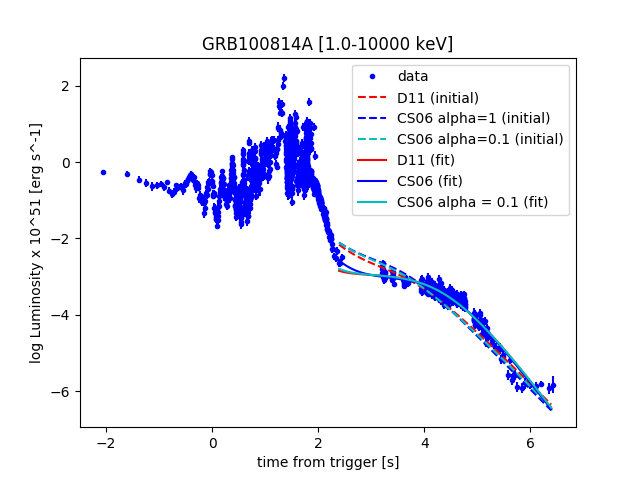 GRB100814A [1.0-10000 keV]
data
D11 (initial)
CS06 alpha=1 (initial)
CS06 alpha=0.1 (initial)
D11 (fit)
CS06 (fit)
CS06 alpha = 0.1 (fit)
log Luminosity x 10^51 [erg s^-1]
2
0
−2
−4
−6
−2 0 2 4 6
time from trigger [s]